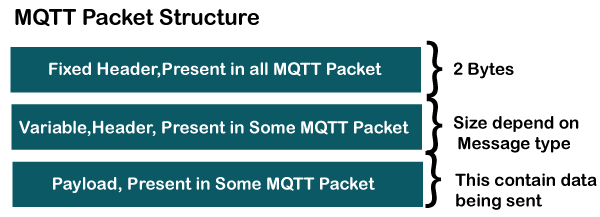 MQTT Packet Structure
Fixed Header,Present in all MQTT Packet
2 Bytes
Variable,Header, Present in Some MQTT Packet
Size depend on
Message type
Payload, Present in Some MQTT Packet
This contain data
being sent